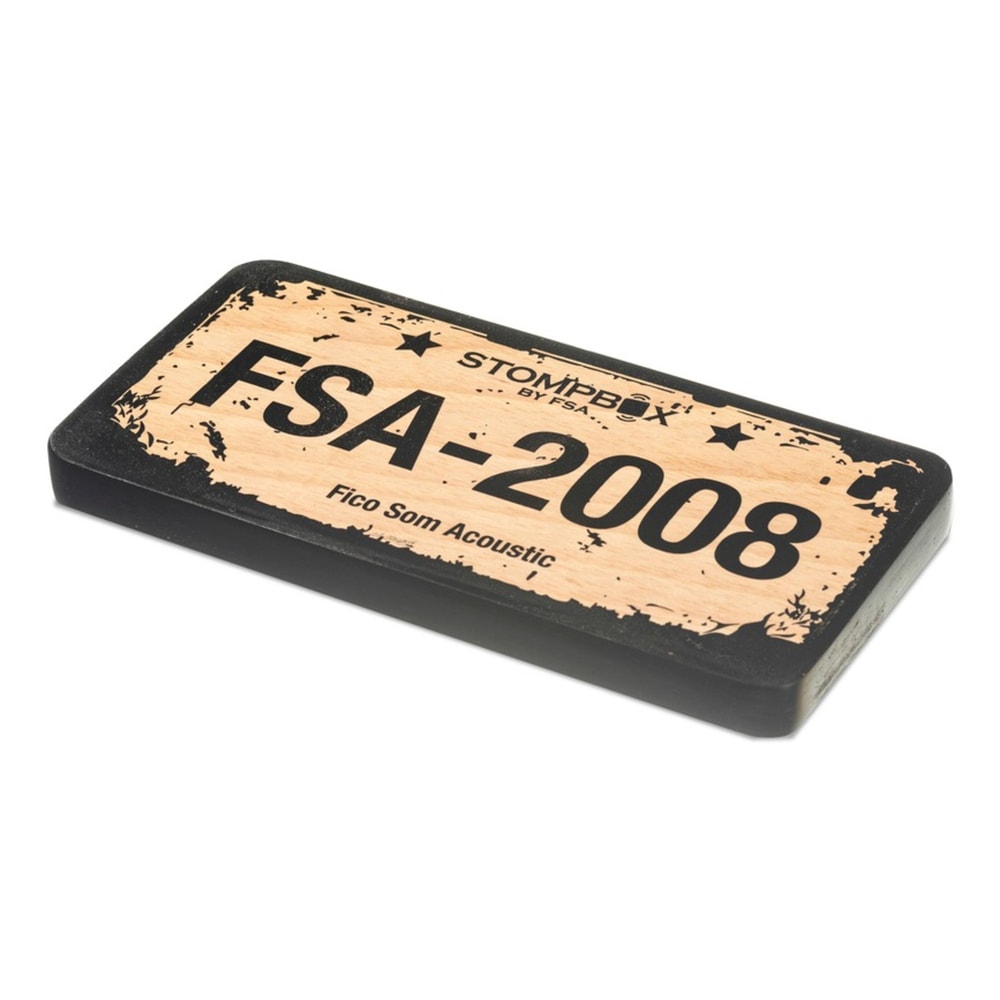 STOMPBOX
BY FSA
FSA-2008
Fico Som Acoustic